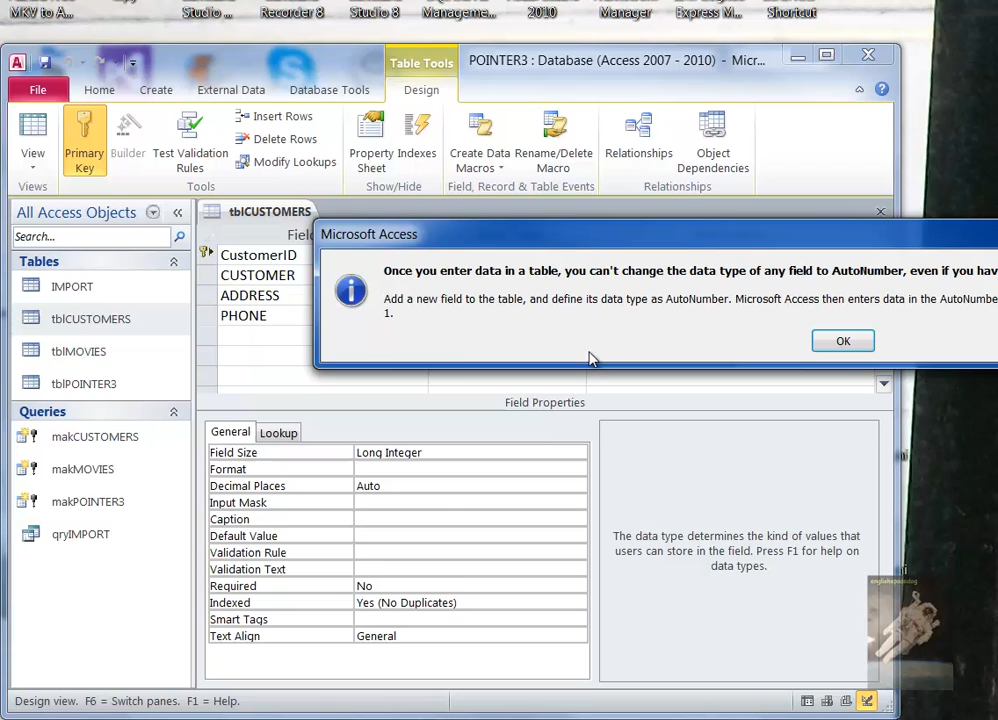 MKV to A...
Studio ...
Recorder 8
Studio 8
Manageme...
2010
Manager
Express M...
Shortcut
Table Tools
POINTER3 : Database (Access 2007 - 2010) - Micr...
File
Home
Create
External Data
Database Tools
Design
View
Primary Key
Builder
Test Validation Rules
Insert Rows
Delete Rows
Modify Lookups
Property Sheet
Indexes
Create Data Macros
Rename/Delete Macro
Relationships
Object Dependencies
Views
Tools
Show/Hide
Field, Record & Table Events
Relationships
All Access Objects
Search...
Tables
IMPORT
tblCUSTOMERS
tblMOVIES
tblPOINTER3
Queries
makCUSTOMERS
makMOVIES
makPOINTER3
qryIMPORT
tblCUSTOMERS
CustomerID
CUSTOMER
ADDRESS
PHONE
Microsoft Access
Once you enter data in a table, you can't change the data type of any field to AutoNumber, even if you hav
Add a new field to the table, and define its data type as AutoNumber. Microsoft Access then enters data in the AutoNumbe
1.
OK
Field Properties
General
Lookup
Field Size Long Integer
Format
Decimal Places Auto
Input Mask
Caption
Default Value
Validation Rule
Validation Text
Required No
Indexed Yes (No Duplicates)
Smart Tags
Text Align General
The data type determines the kind of values that
users can store in the field. Press F1 for help on
data types.
Design view. F6 = Switch panes. F1 = Help.